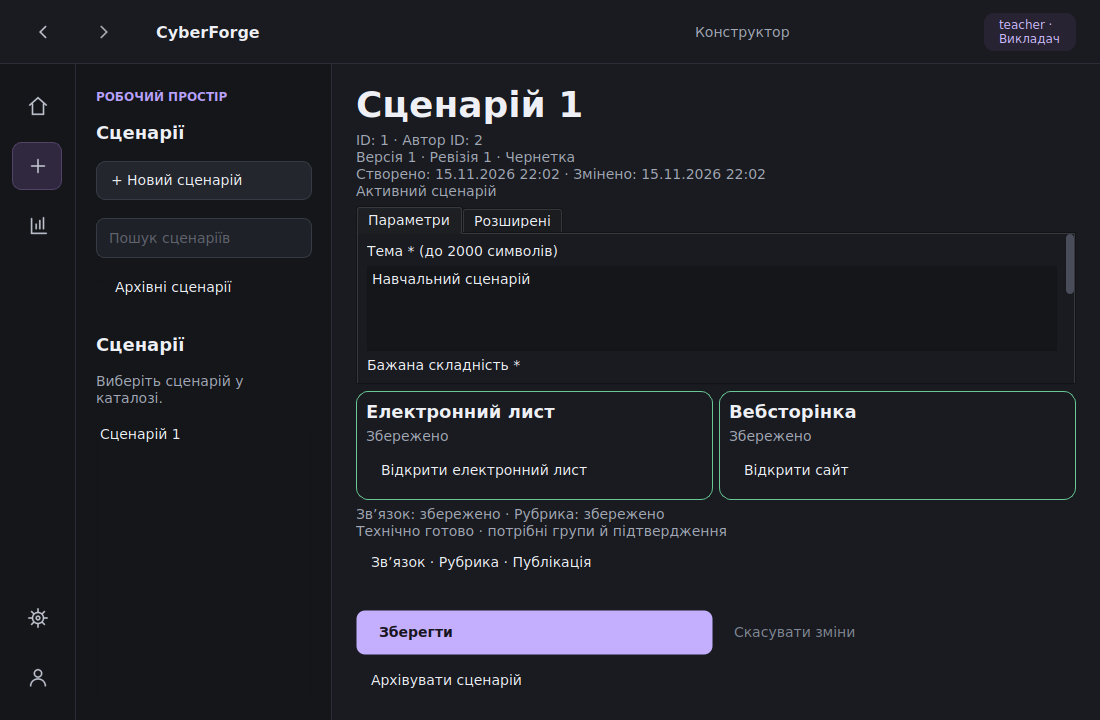 CyberForge
Конструктор
teacher ·
Викладач
РОБОЧИЙ ПРОСТІР
Сценарії
+ Новий сценарій
Пошук сценаріїв
Архівні сценарії
Сценарії
Виберіть сценарій у
каталозі.
Сценарій 1
Сценарій 1
ID: 1 · Автор ID: 2
Версія 1 · Ревізія 1 · Чернетка
Створено: 15.11.2026 22:02 · Змінено: 15.11.2026 22:02
Активний сценарій
Параметри
Розширені
Тема * (до 2000 символів)
Навчальний сценарій
Бажана складність *
Електронний лист
Збережено
Відкрити електронний лист
Вебсторінка
Збережено
Відкрити сайт
Зв’язок: збережено · Рубрика: збережено
Технічно готово · потрібні групи й підтвердження
Зв’язок · Рубрика · Публікація
Зберегти
Скасувати зміни
Архівувати сценарій